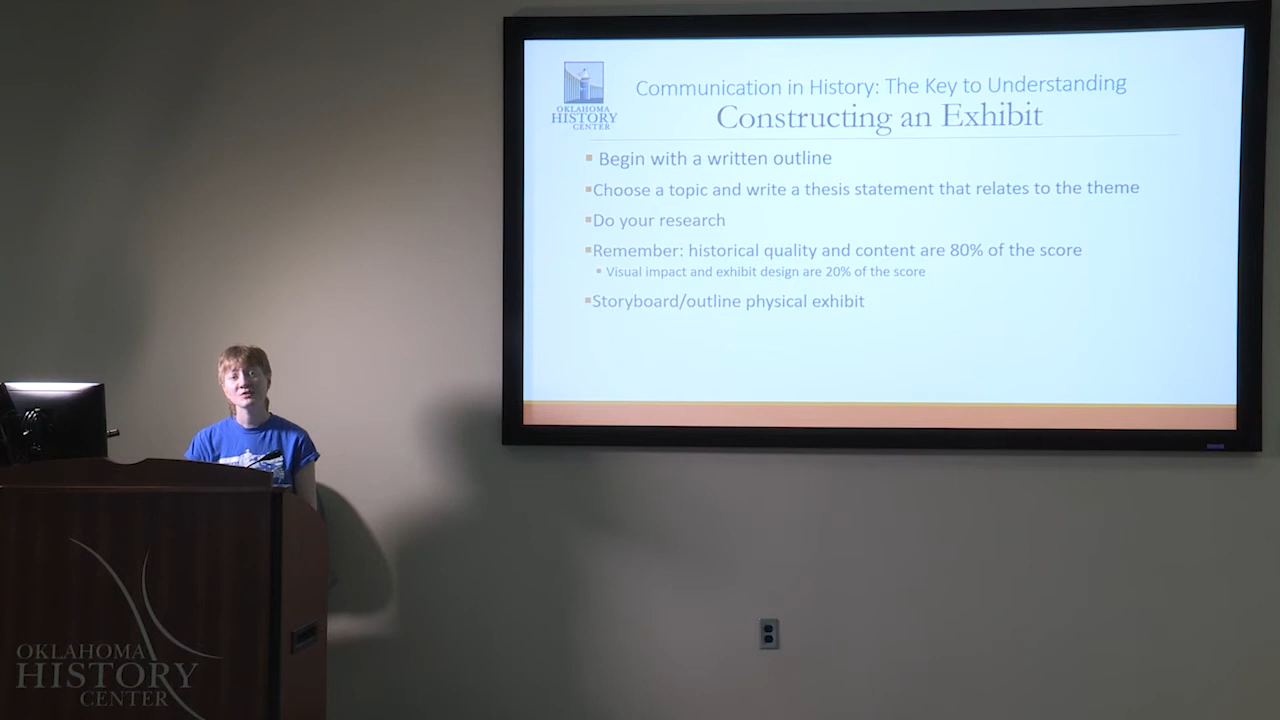 OKLAHOMA
HISTORY
CENTER
Communication in History: The Key to Understanding
Constructing an Exhibit
▪ Begin with a written outline
▪Choose a topic and write a thesis statement that relates to the theme
▪Do your research
▪Remember: historical quality and content are 80% of the score
• Visual impact and exhibit design are 20% of the score
▪Storyboard/outline physical exhibit
OKLAHOMA
HISTORY
CENTER